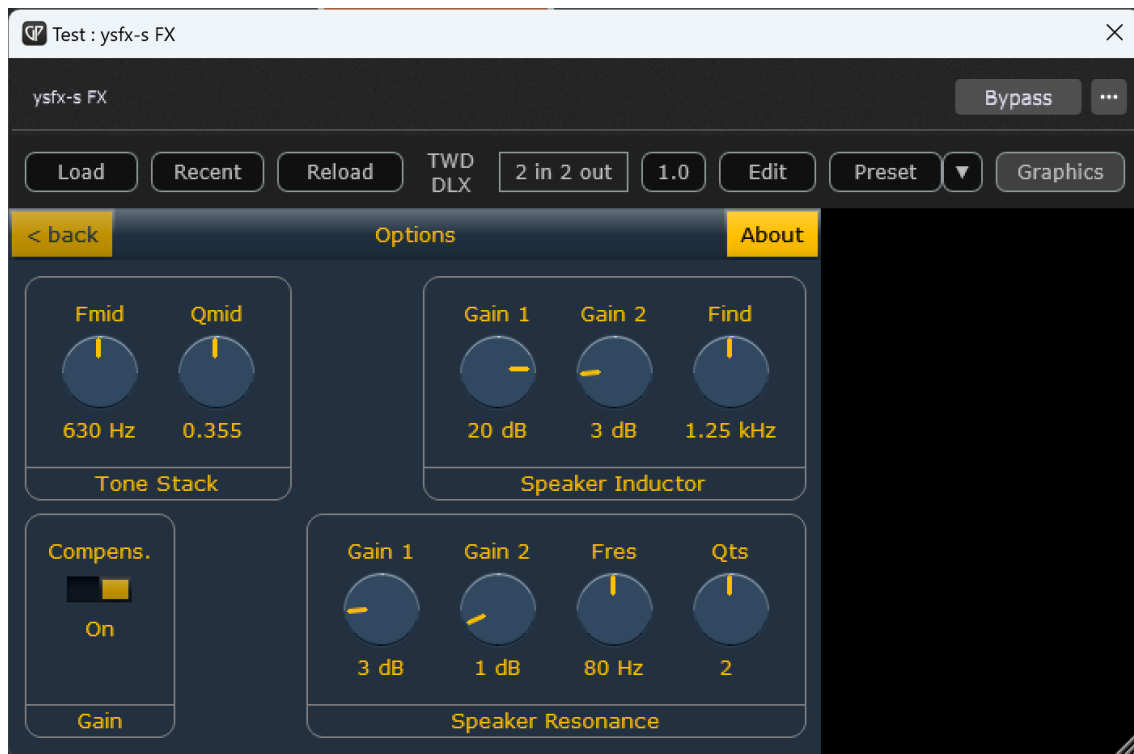 GP Test : ysfx-s FX
ysfx-s FX
Bypass ...
Load Recent Reload TWD DLX 2 in 2 out 1.0 Edit Preset ▼ Graphics
< back Options About
Fmid Qmid
630 Hz 0.355
Tone Stack
Gain 1 Gain 2 Find
20 dB 3 dB 1.25 kHz
Speaker Inductor
Compens.
On
Gain
Gain 1 Gain 2 Fres Qts
3 dB 1 dB 80 Hz 2
Speaker Resonance